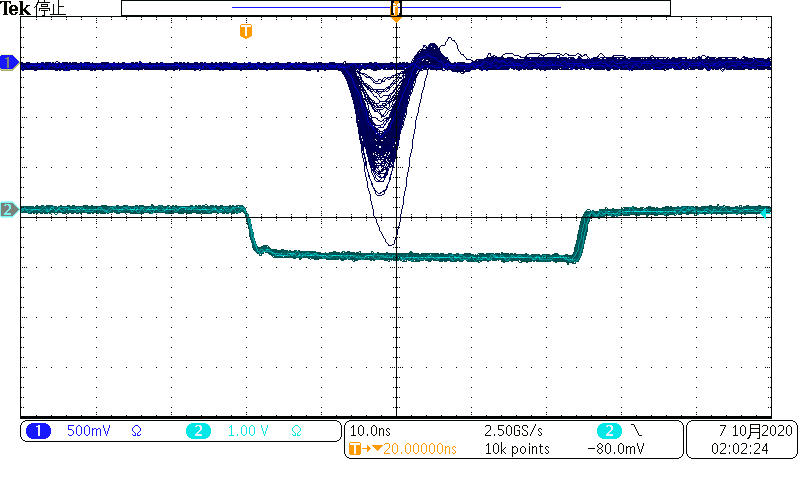 Tek 停止
T
1
2
1 500mV Ω 2 1.00 V Ω
10.0ns 2.50GS/s 2
T→▼20.00000ns 10k points −80.0mV
7 10月2020
02:02:24